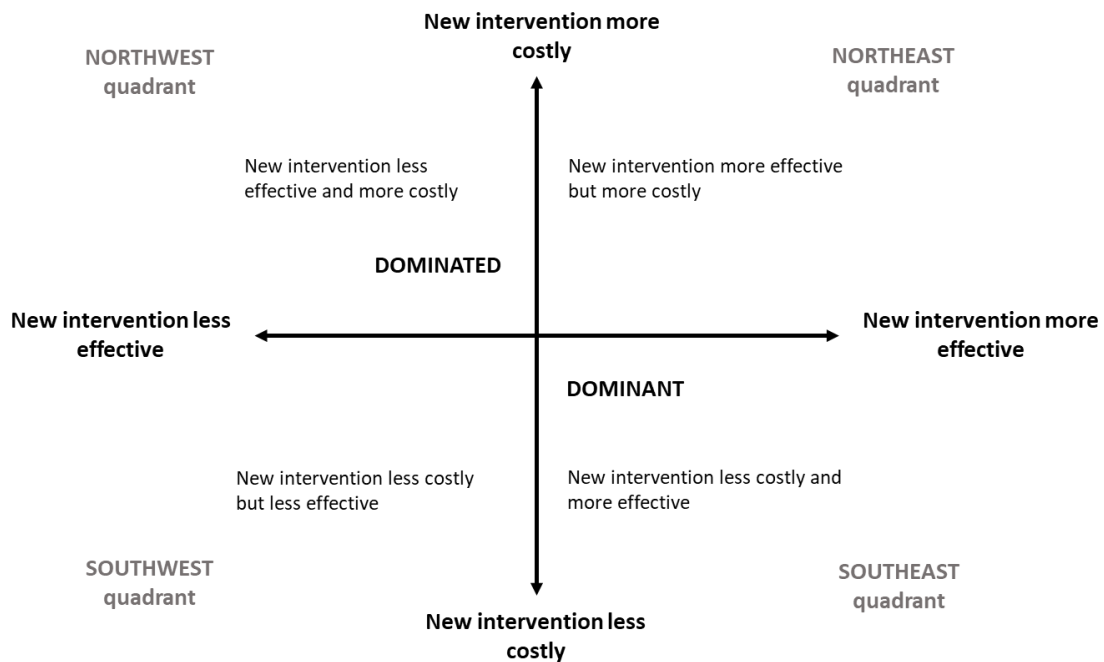 New intervention more
costly
NORTHWEST
quadrant
NORTHEAST
quadrant
New intervention less
effective and more costly
New intervention more effective
but more costly
DOMINATED
New intervention less
effective
New intervention more
effective
DOMINANT
New intervention less costly
but less effective
New intervention less costly and
more effective
SOUTHWEST
quadrant
SOUTHEAST
quadrant
New intervention less
costly